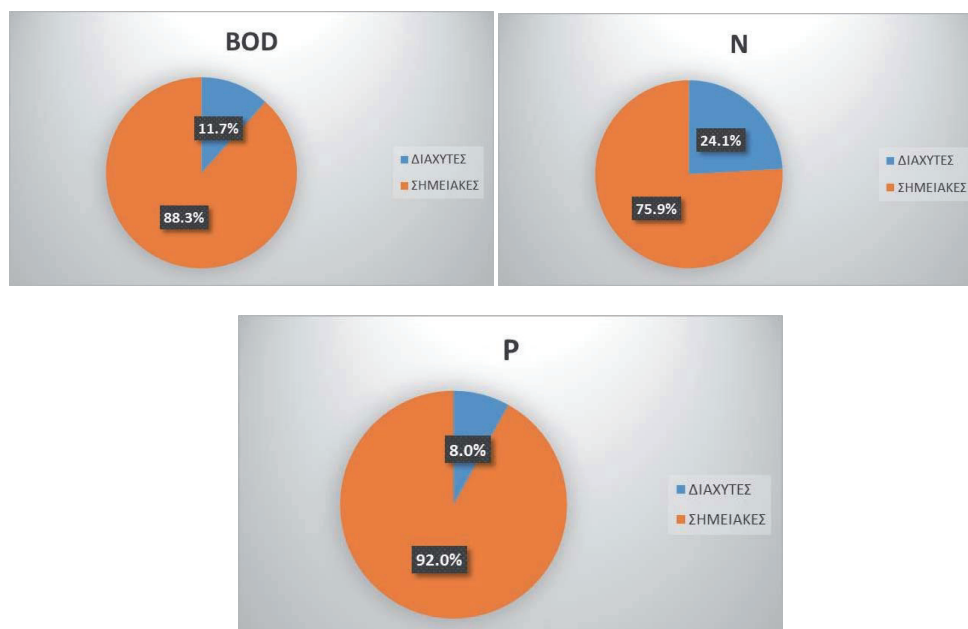 BOD
11.7%
88.3%
ΔΙΑΧΥΤΕΣ
ΣΗΜΕΙΑΚΕΣ
N
24.1%
75.9%
ΔΙΑΧΥΤΕΣ
ΣΗΜΕΙΑΚΕΣ
P
8.0%
92.0%
ΔΙΑΧΥΤΕΣ
ΣΗΜΕΙΑΚΕΣ